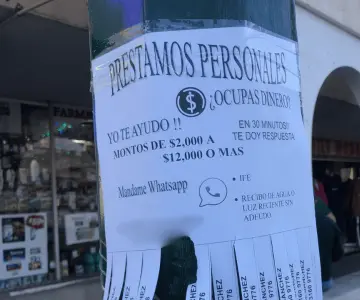 PRESTAMOS PERSONALES
$
¿OCUPAS DINERO?
YO TE AYUDO !!
MONTOS DE $2,000 A
$12,000 O MAS
EN 30 MINUTOS!!
TE DOY RESPUESTA
Mandame Whatsapp
• IFE
• RECIBO DE AGUA O
LUZ RECIENTE SIN
ADEUDO